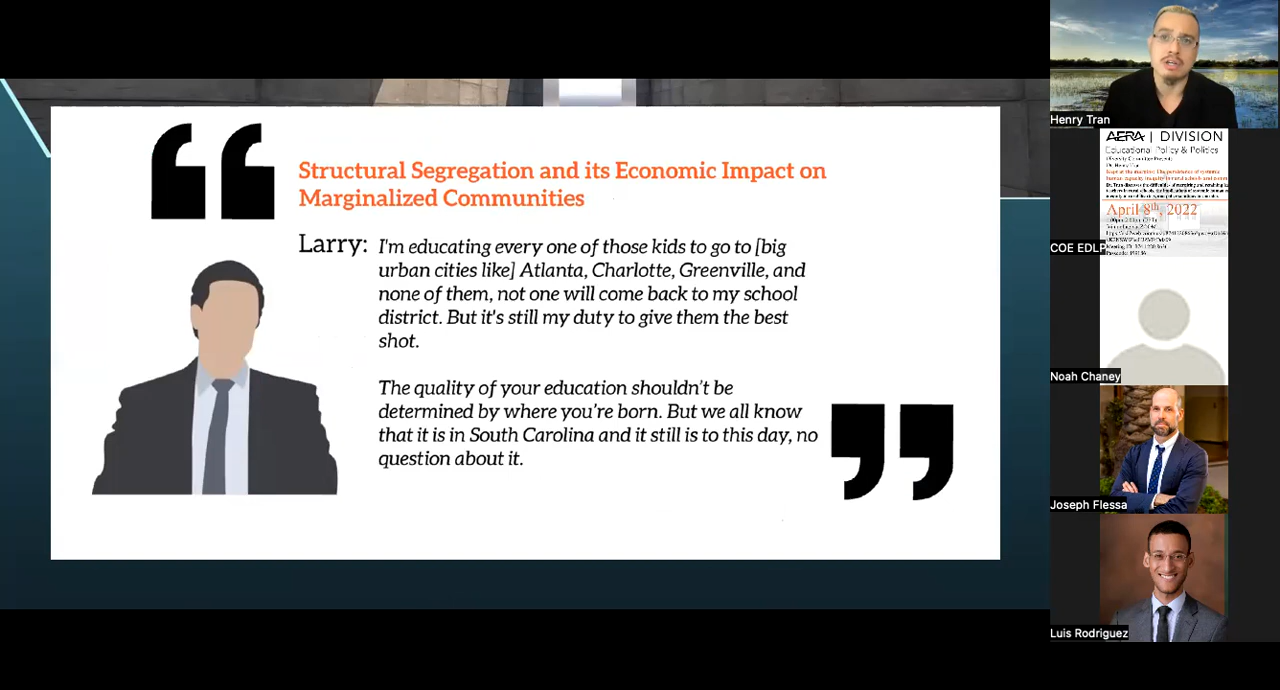 Structural Segregation and its Economic Impact on
Marginalized Communities
Larry: I'm educating every one of those kids to go to [big
urban cities like] Atlanta, Charlotte, Greenville, and
none of them, not one will come back to my school
district. But it's still my duty to give them the best
shot.
The quality of your education shouldn't be
determined by where you're born. But we all know
that it is in South Carolina and it still is to this day, no
question about it.
Henry Tran
AERA | DIVISION
Educational Policy & Politics
April 8th, 2022
COE EDLP
Noah Chaney
Joseph Flessa
Luis Rodriguez